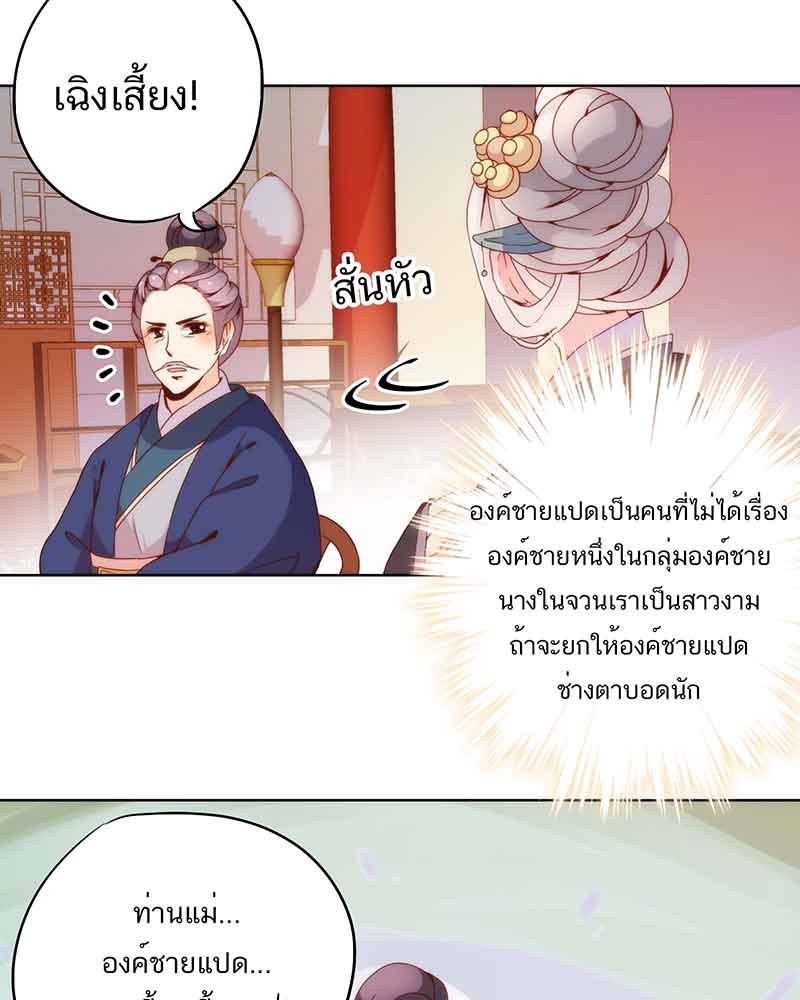 เฉิงเสี้ยง!
สั่นหัว
องค์ชายแปดเป็นคนที่ไม่ได้เรื่อง
องค์ชายหนึ่งในกลุ่มองค์ชาย
นางในจวนเราเป็นสาวงาม
ถ้าจะยกให้องค์ชายแปด
ช่างตาบอดนัก
ท่านแม่...
องค์ชายแปด...